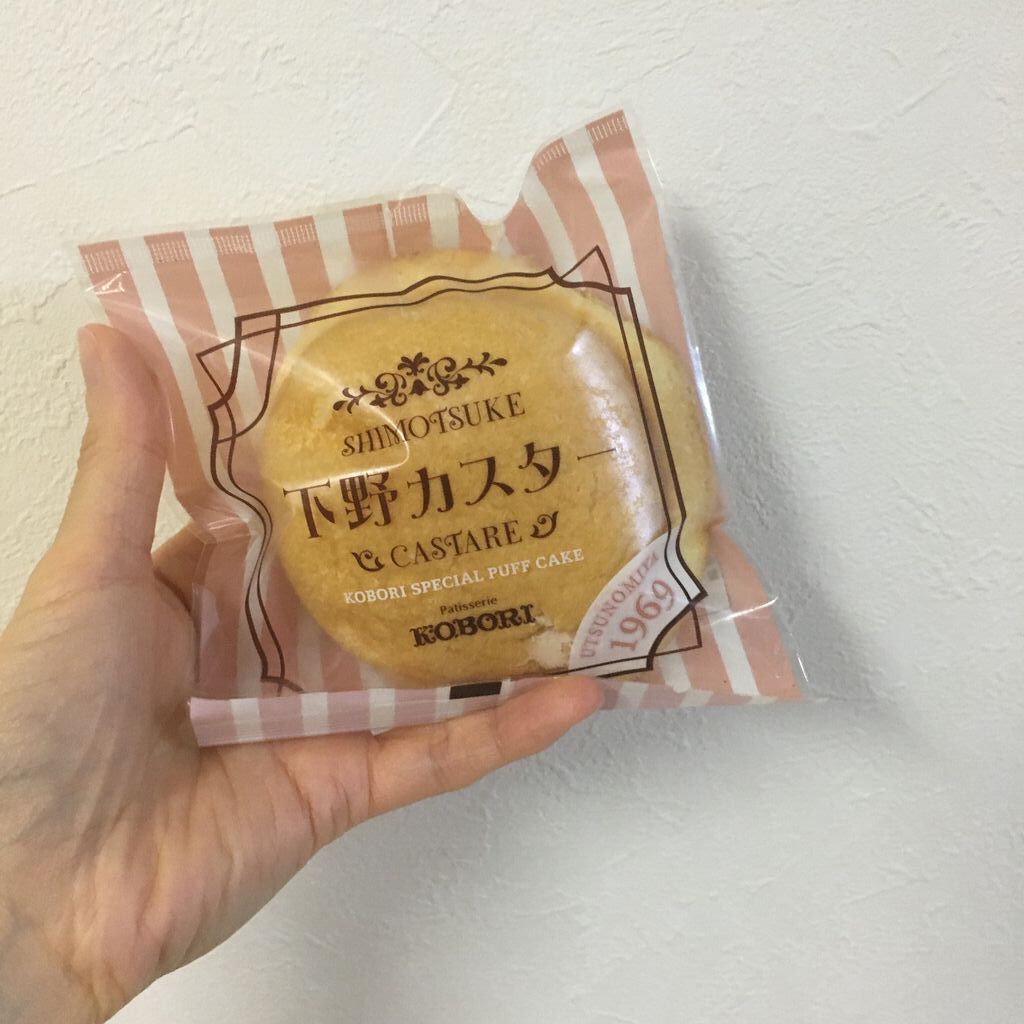 SHIMOTSUKE
下野カスター
CASTARE
KOBORI SPECIAL PUFF CAKE
Patisserie
KOBORI
UTSUNOMIYA
1969